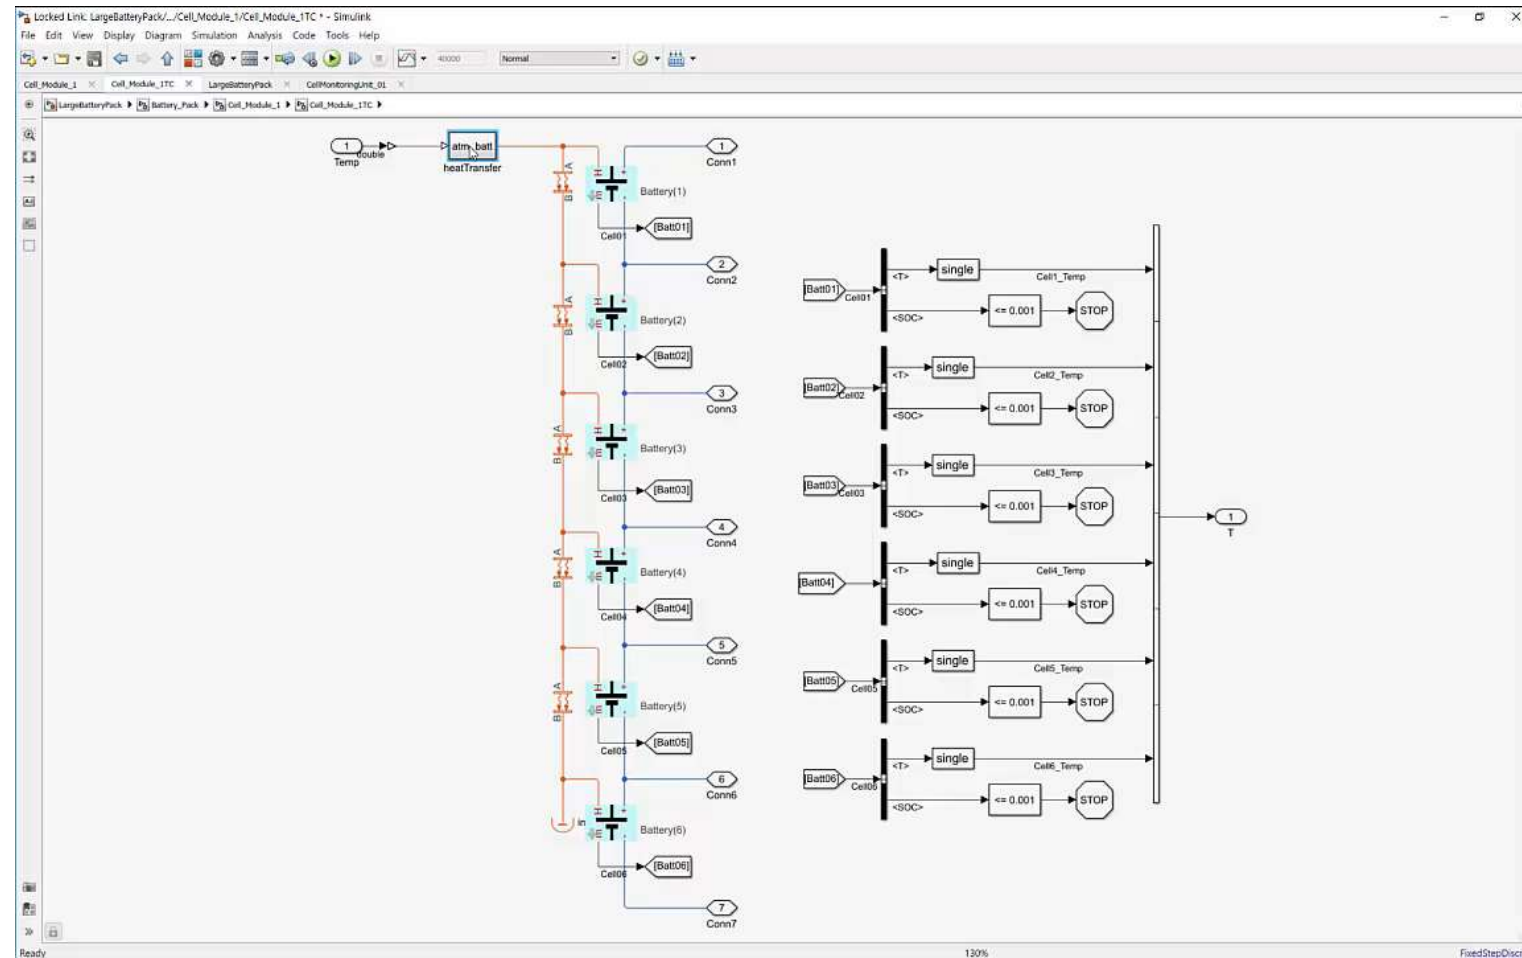 Locked Link: LargeBatteryPack/.../Cell_Module_1/Cell_Module_1TC * - Simulink
File Edit View Display Diagram Simulation Analysis Code Tools Help
40000 Normal
Cell_Module_1 Cell_Module_1TC LargeBatteryPack CellMonitoringUnit_01
LargeBatteryPack Battery_Pack Cell_Module_1 Cell_Module_1TC
1
Temp
double
atm batt
heatTransfer
A
B
H
m
+
-
Battery(1)
Cell01
[Batt01]
1
Conn1
2
Conn2
A
B
H
m
+
-
Battery(2)
Cell02
[Batt02]
3
Conn3
A
B
H
m
+
-
Battery(3)
Cell03
[Batt03]
4
Conn4
A
B
H
m
+
-
Battery(4)
Cell04
[Batt04]
5
Conn5
A
B
H
m
+
-
Battery(5)
Cell05
[Batt05]
6
Conn6
in
H
m
+
-
Battery(6)
Cell06
[Batt06]
7
Conn7
[Batt01]
Cell01
<T>
single
Cell1_Temp
<SOC>
<= 0.001
STOP
[Batt02]
Cell02
<T>
single
Cell2_Temp
<SOC>
<= 0.001
STOP
[Batt03]
Cell03
<T>
single
Cell3_Temp
<SOC>
<= 0.001
STOP
[Batt04]
<T>
single
Cell4_Temp
<SOC>
<= 0.001
STOP
[Batt05]
Cell05
<T>
single
Cell5_Temp
<SOC>
<= 0.001
STOP
[Batt06]
Cell06
<T>
single
Cell6_Temp
<SOC>
<= 0.001
STOP
1
T
Ready 130% FixedStepDiscr